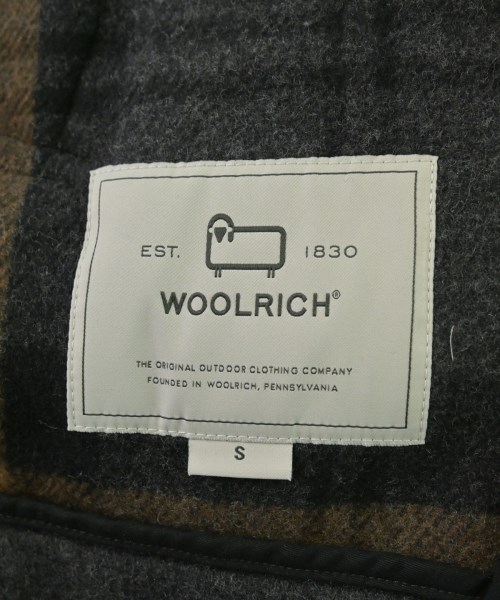 EST. 1830
WOOLRICH®
THE ORIGINAL OUTDOOR CLOTHING COMPANY
FOUNDED IN WOOLRICH, PENNSYLVANIA
S